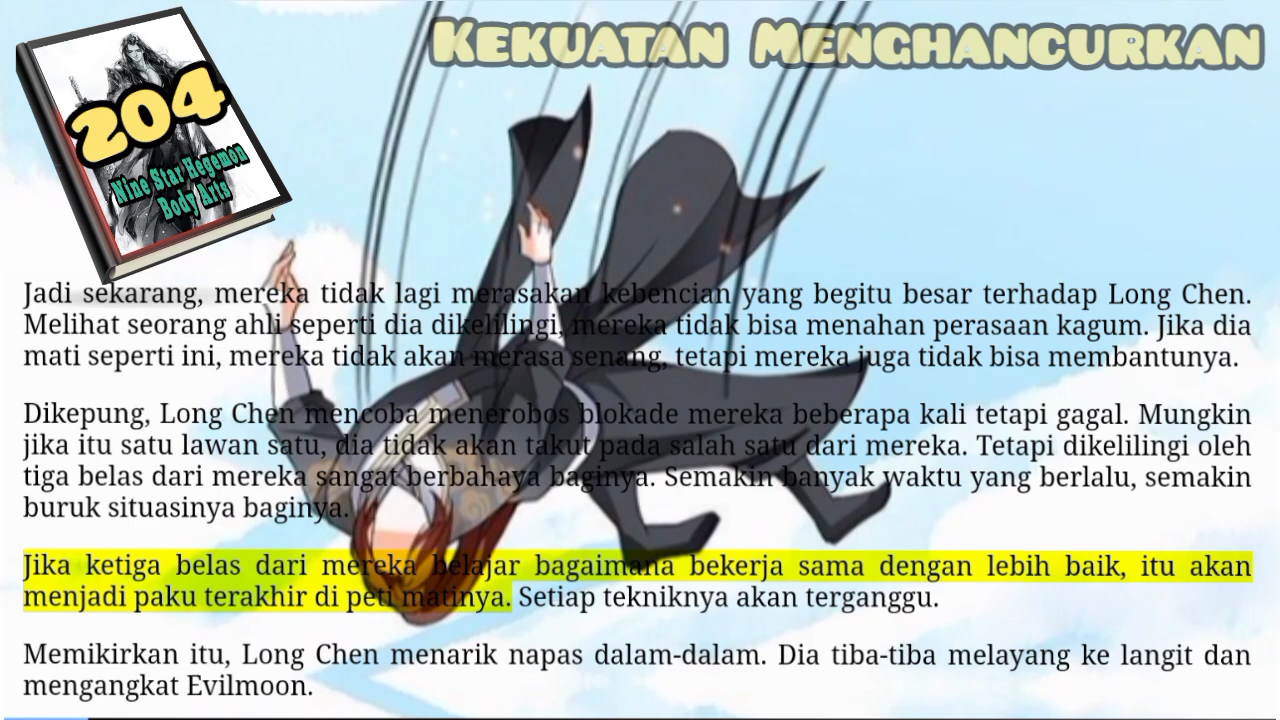 KEKUATAN MENGHANCURKAN
204
Nine Star Hegemon
Body Arts
Jadi sekarang, mereka tidak lagi merasakan kebencian yang begitu besar terhadap Long Chen.
Melihat seorang ahli seperti dia dikelilingi, mereka tidak bisa menahan perasaan kagum. Jika dia
mati seperti ini, mereka tidak akan merasa senang, tetapi mereka juga tidak bisa membantunya.
Dikepung, Long Chen mencoba menerobos blokade mereka beberapa kali tetapi gagal. Mungkin
jika itu satu lawan satu, dia tidak akan takut pada salah satu dari mereka. Tetapi dikelilingi oleh
tiga belas dari mereka sangat berbahaya baginya. Semakin banyak waktu yang berlalu, semakin
buruk situasinya baginya.
Jika ketiga belas dari mereka belajar bagaimana bekerja sama dengan lebih baik, itu akan
menjadi paku terakhir di peti matinya. Setiap tekniknya akan terganggu.
Memikirkan itu, Long Chen menarik napas dalam-dalam. Dia tiba-tiba melayang ke langit dan
mengangkat Evilmoon.